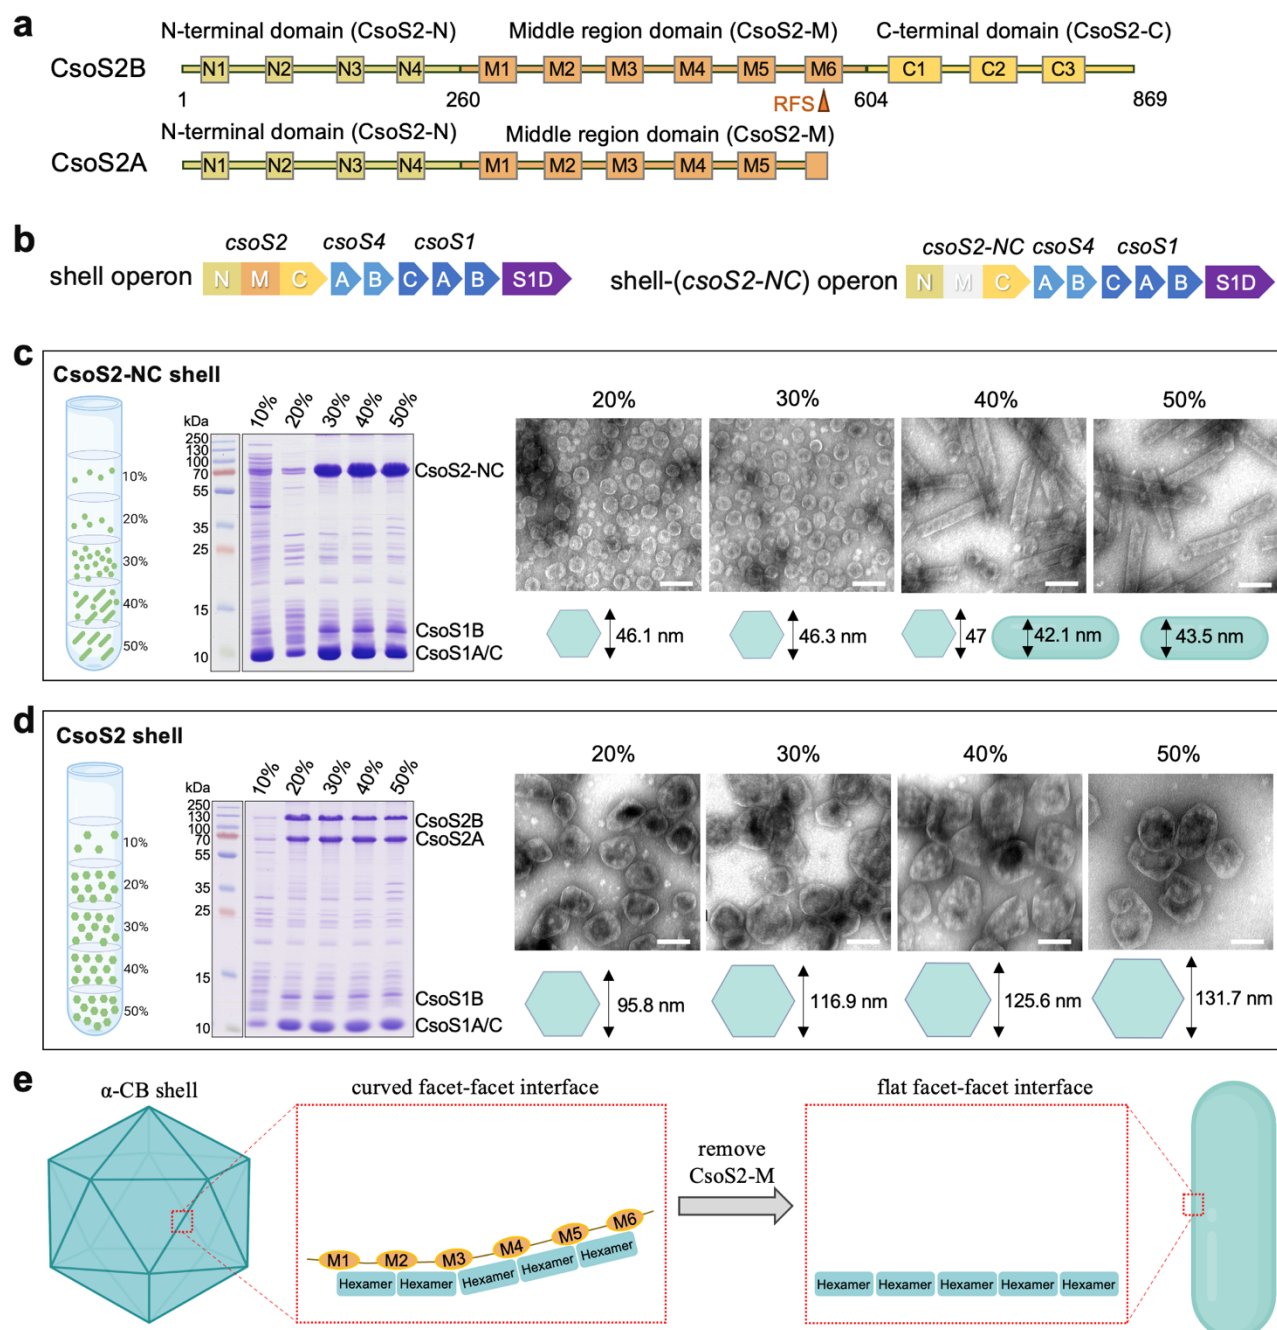 a
N-terminal domain (CsoS2-N) Middle region domain (CsoS2-M) C-terminal domain (CsoS2-C)
CsoS2B N1 N2 N3 N4 M1 M2 M3 M4 M5 M6 C1 C2 C3
1 260 RFS 604 869
N-terminal domain (CsoS2-N) Middle region domain (CsoS2-M)
CsoS2A N1 N2 N3 N4 M1 M2 M3 M4 M5
b
csoS2 csoS4 csoS1
shell operon N M C A B C A B S1D
csoS2-NC csoS4 csoS1
shell-(csoS2-NC) operon N M C A B C A B S1D
c
CsoS2-NC shell
10%
20%
30%
40%
50%
kDa 10% 20% 30% 40% 50%
250
130
100
70 CsoS2-NC
55
35
25
15
CsoS1B
10 CsoS1A/C
20% 30% 40% 50%
46.1 nm 46.3 nm 47 42.1 nm 43.5 nm
d
CsoS2 shell
10%
20%
30%
40%
50%
kDa 10% 20% 30% 40% 50%
250
130 CsoS2B
100
70 CsoS2A
55
35
25
15
CsoS1B
10 CsoS1A/C
20% 30% 40% 50%
95.8 nm 116.9 nm 125.6 nm 131.7 nm
e
α-CB shell
curved facet-facet interface
M1 M2 M3 M4 M5 M6
Hexamer Hexamer Hexamer Hexamer Hexamer
remove
CsoS2-M
flat facet-facet interface
Hexamer Hexamer Hexamer Hexamer Hexamer